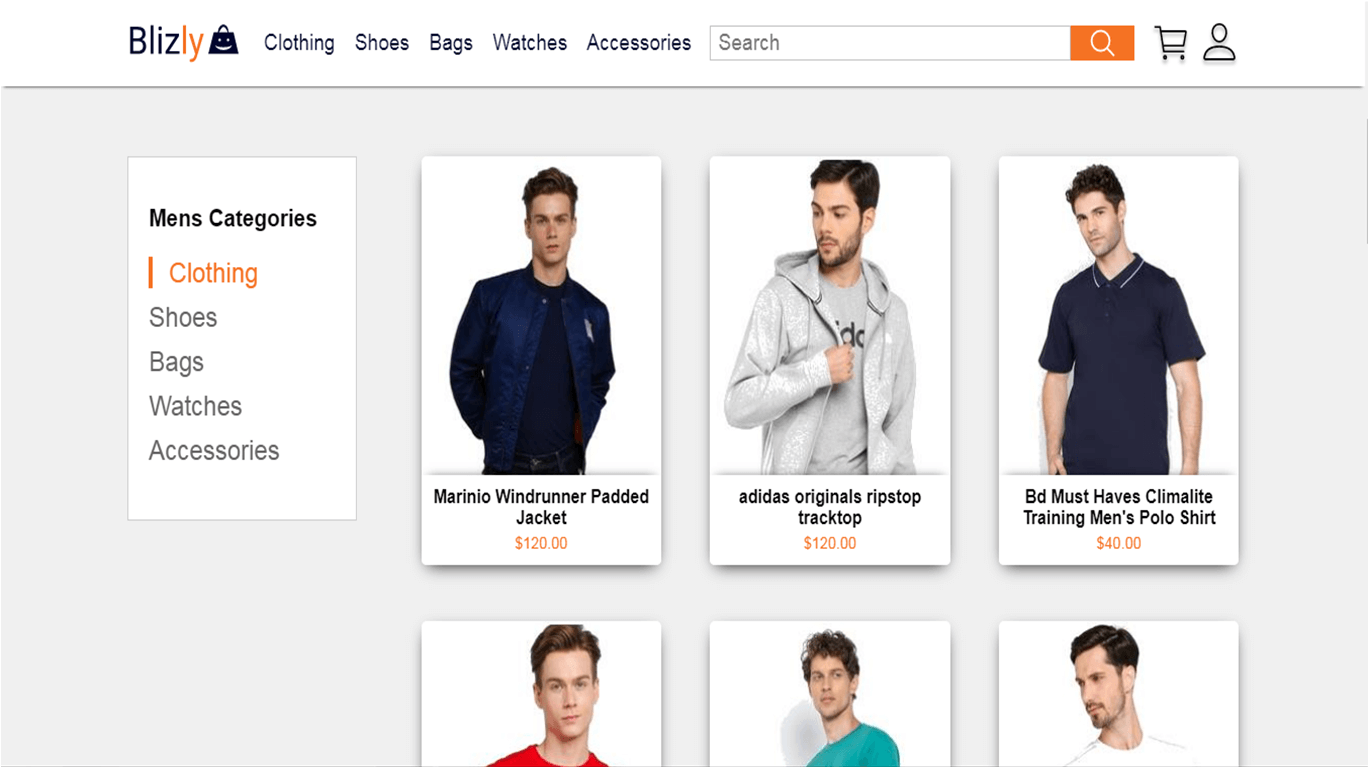 Blizly
Clothing
Shoes
Bags
Watches
Accessories
Search
Mens Categories
Clothing
Shoes
Bags
Watches
Accessories
Marinio Windrunner Padded
Jacket
$120.00
adidas originals ripstop
tracktop
$120.00
Bd Must Haves Climalite
Training Men's Polo Shirt
$40.00